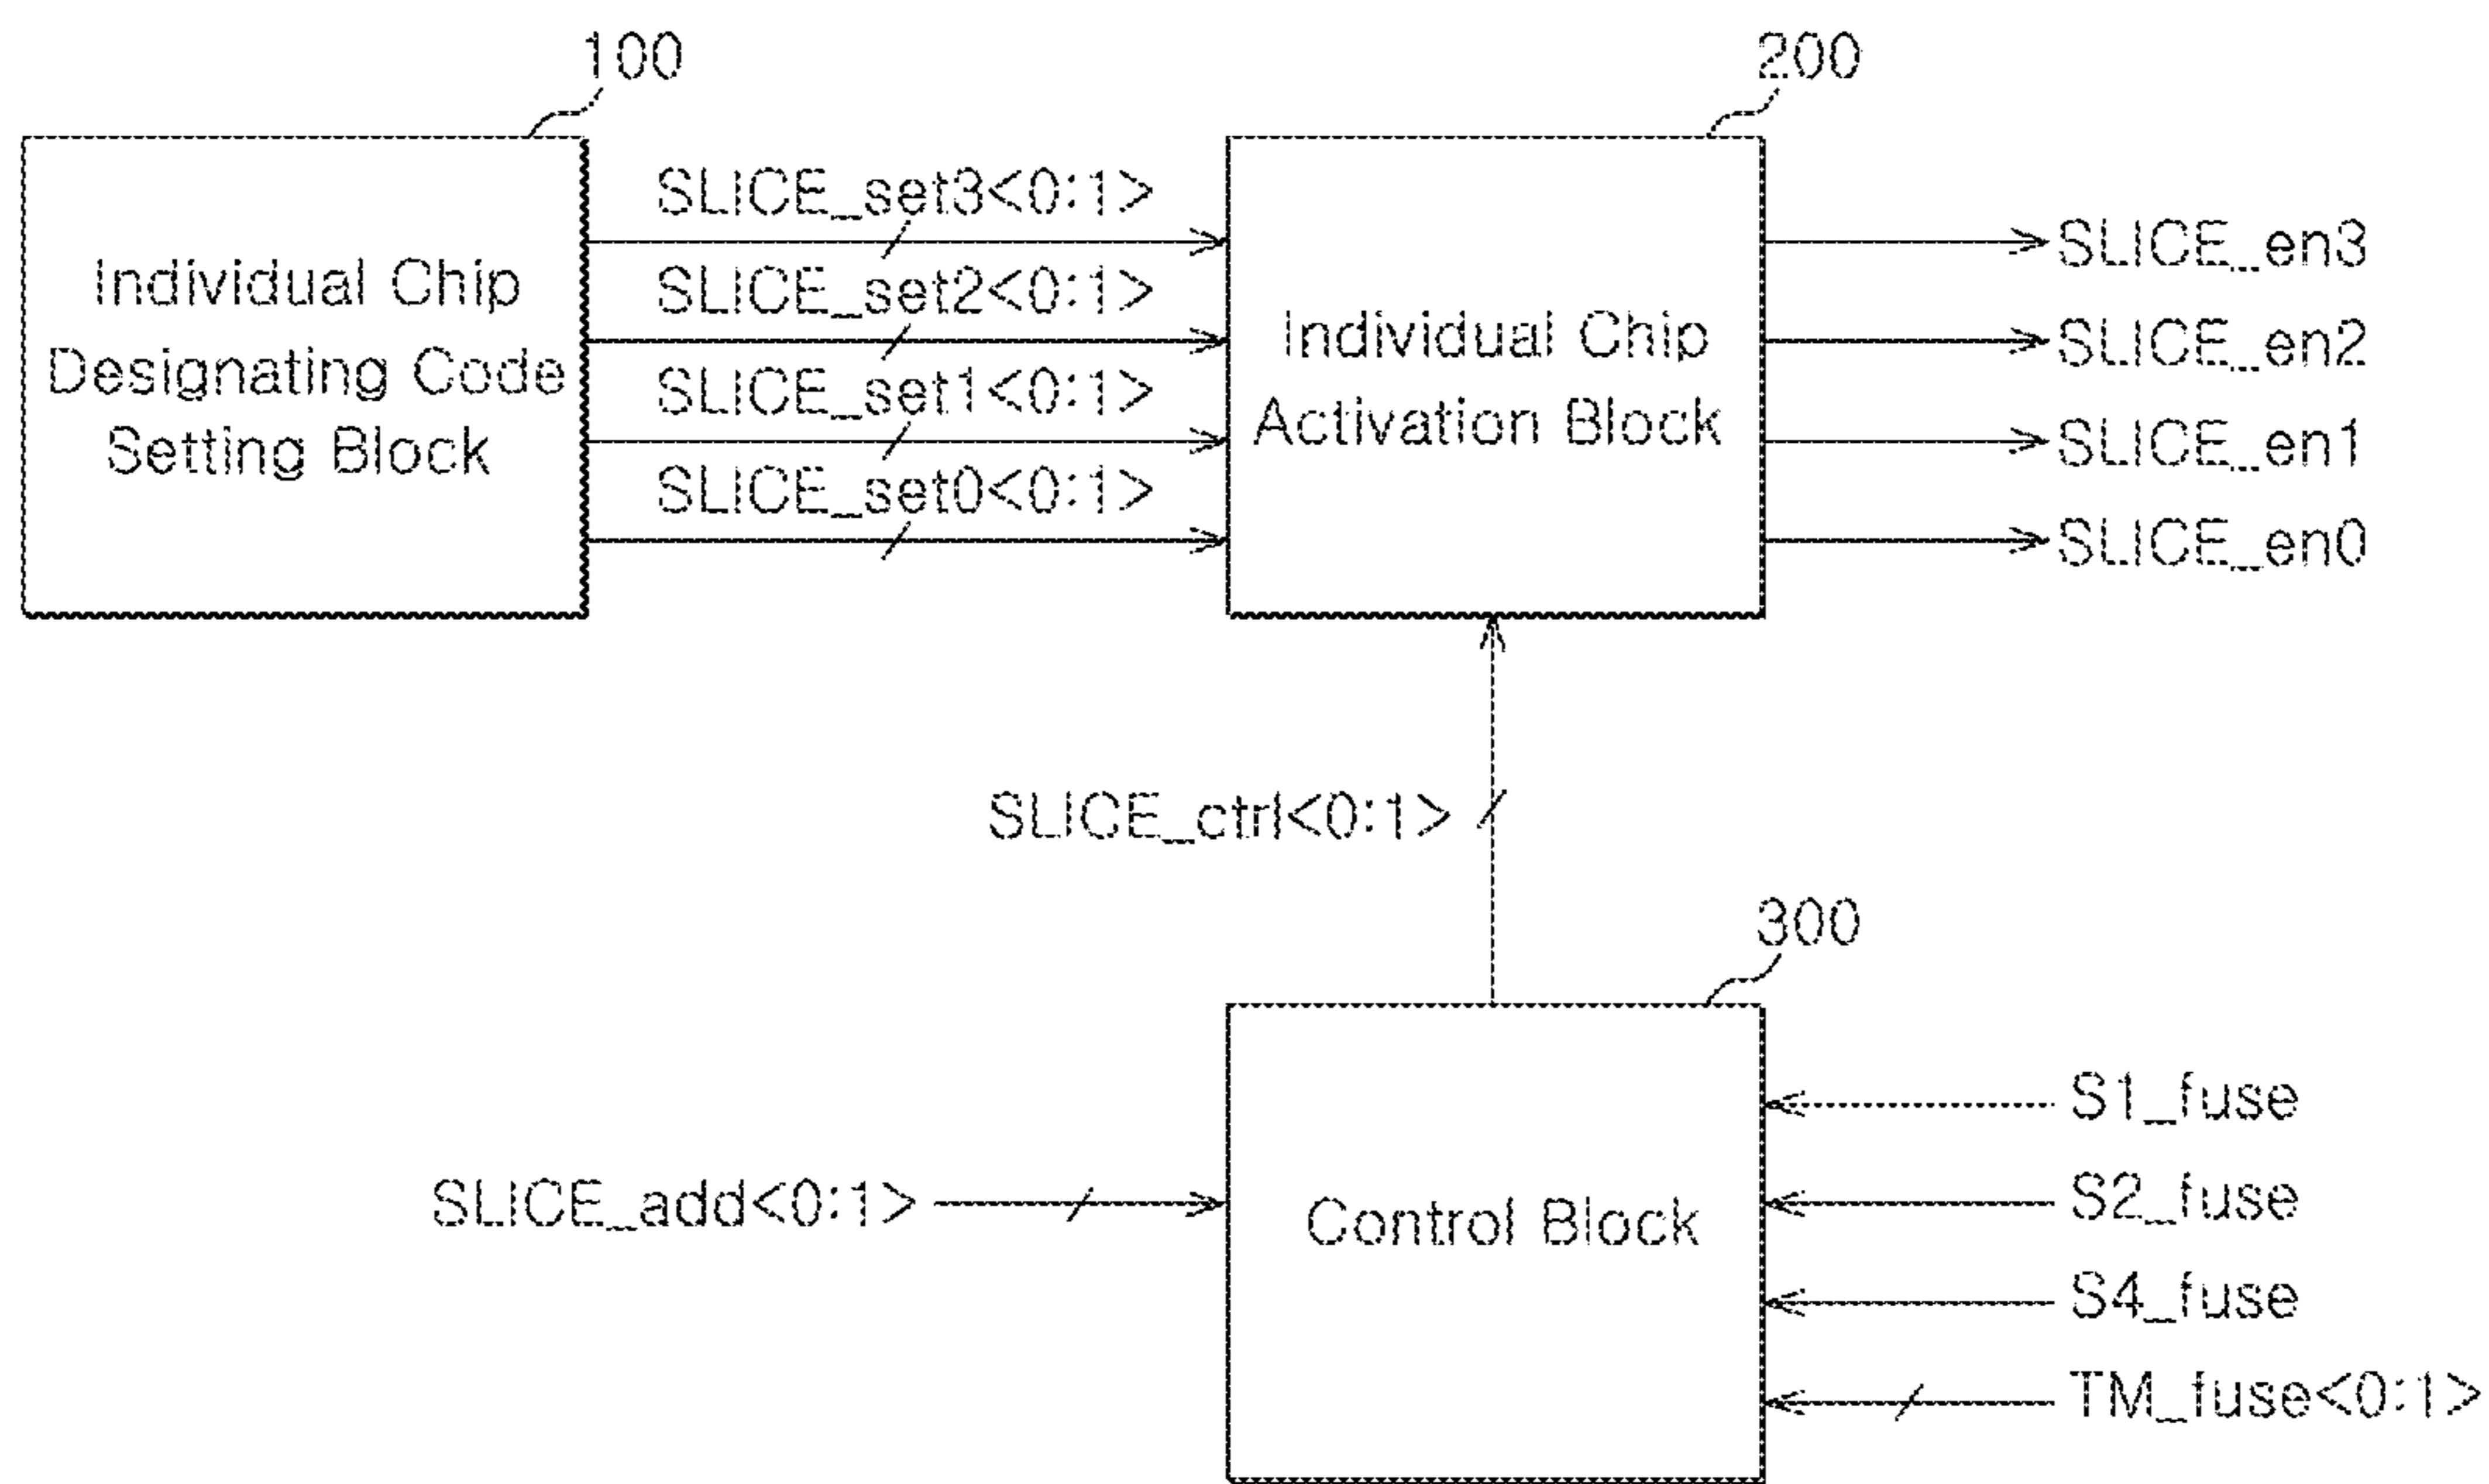 100
200
Individual Chip
Designating Code
Setting Block
SLICE_set3<0:1>
SLICE_set2<0:1>
SLICE_set1<0:1>
SLICE_set0<0:1>
Individual Chip
Activation Block
SLICE_en3
SLICE_en2
SLICE_en1
SLICE_en0
SLICE_ctrl<0:1>
300
SLICE_add<0:1>
Control Block
S1_fuse
S2_fuse
S4_fuse
TM_fuse<0:1>